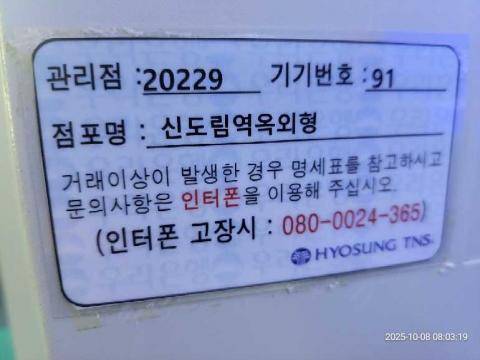 관리점 : 20229 기기번호 : 91
점포명 : 신도림역옥외형
거래이상이 발생한 경우 명세표를 참고하시고
문의사항은 인터폰을 이용해 주십시오.
(인터폰 고장시 : 080-0024-365)
HYOSUNG TNS.
2025-10-08 08:03:19